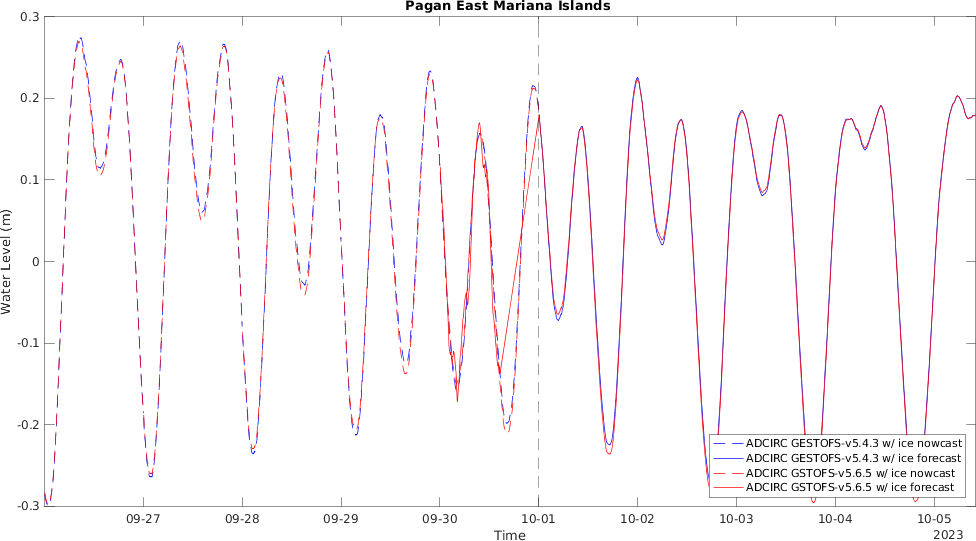 Pagan East Mariana Islands
0.3
0.2
0.1
0
-0.1
-0.2
-0.3
Water Level (m)
ADCIRC GESTOFS-v5.4.3 w/ ice nowcast
ADCIRC GESTOFS-v5.4.3 w/ ice forecast
ADCIRC GSTOFS-v5.6.5 w/ ice nowcast
ADCIRC GSTOFS-v5.6.5 w/ ice forecast
09-27 09-28 09-29 09-30 10-01 10-02 10-03 10-04 10-05
Time
2023